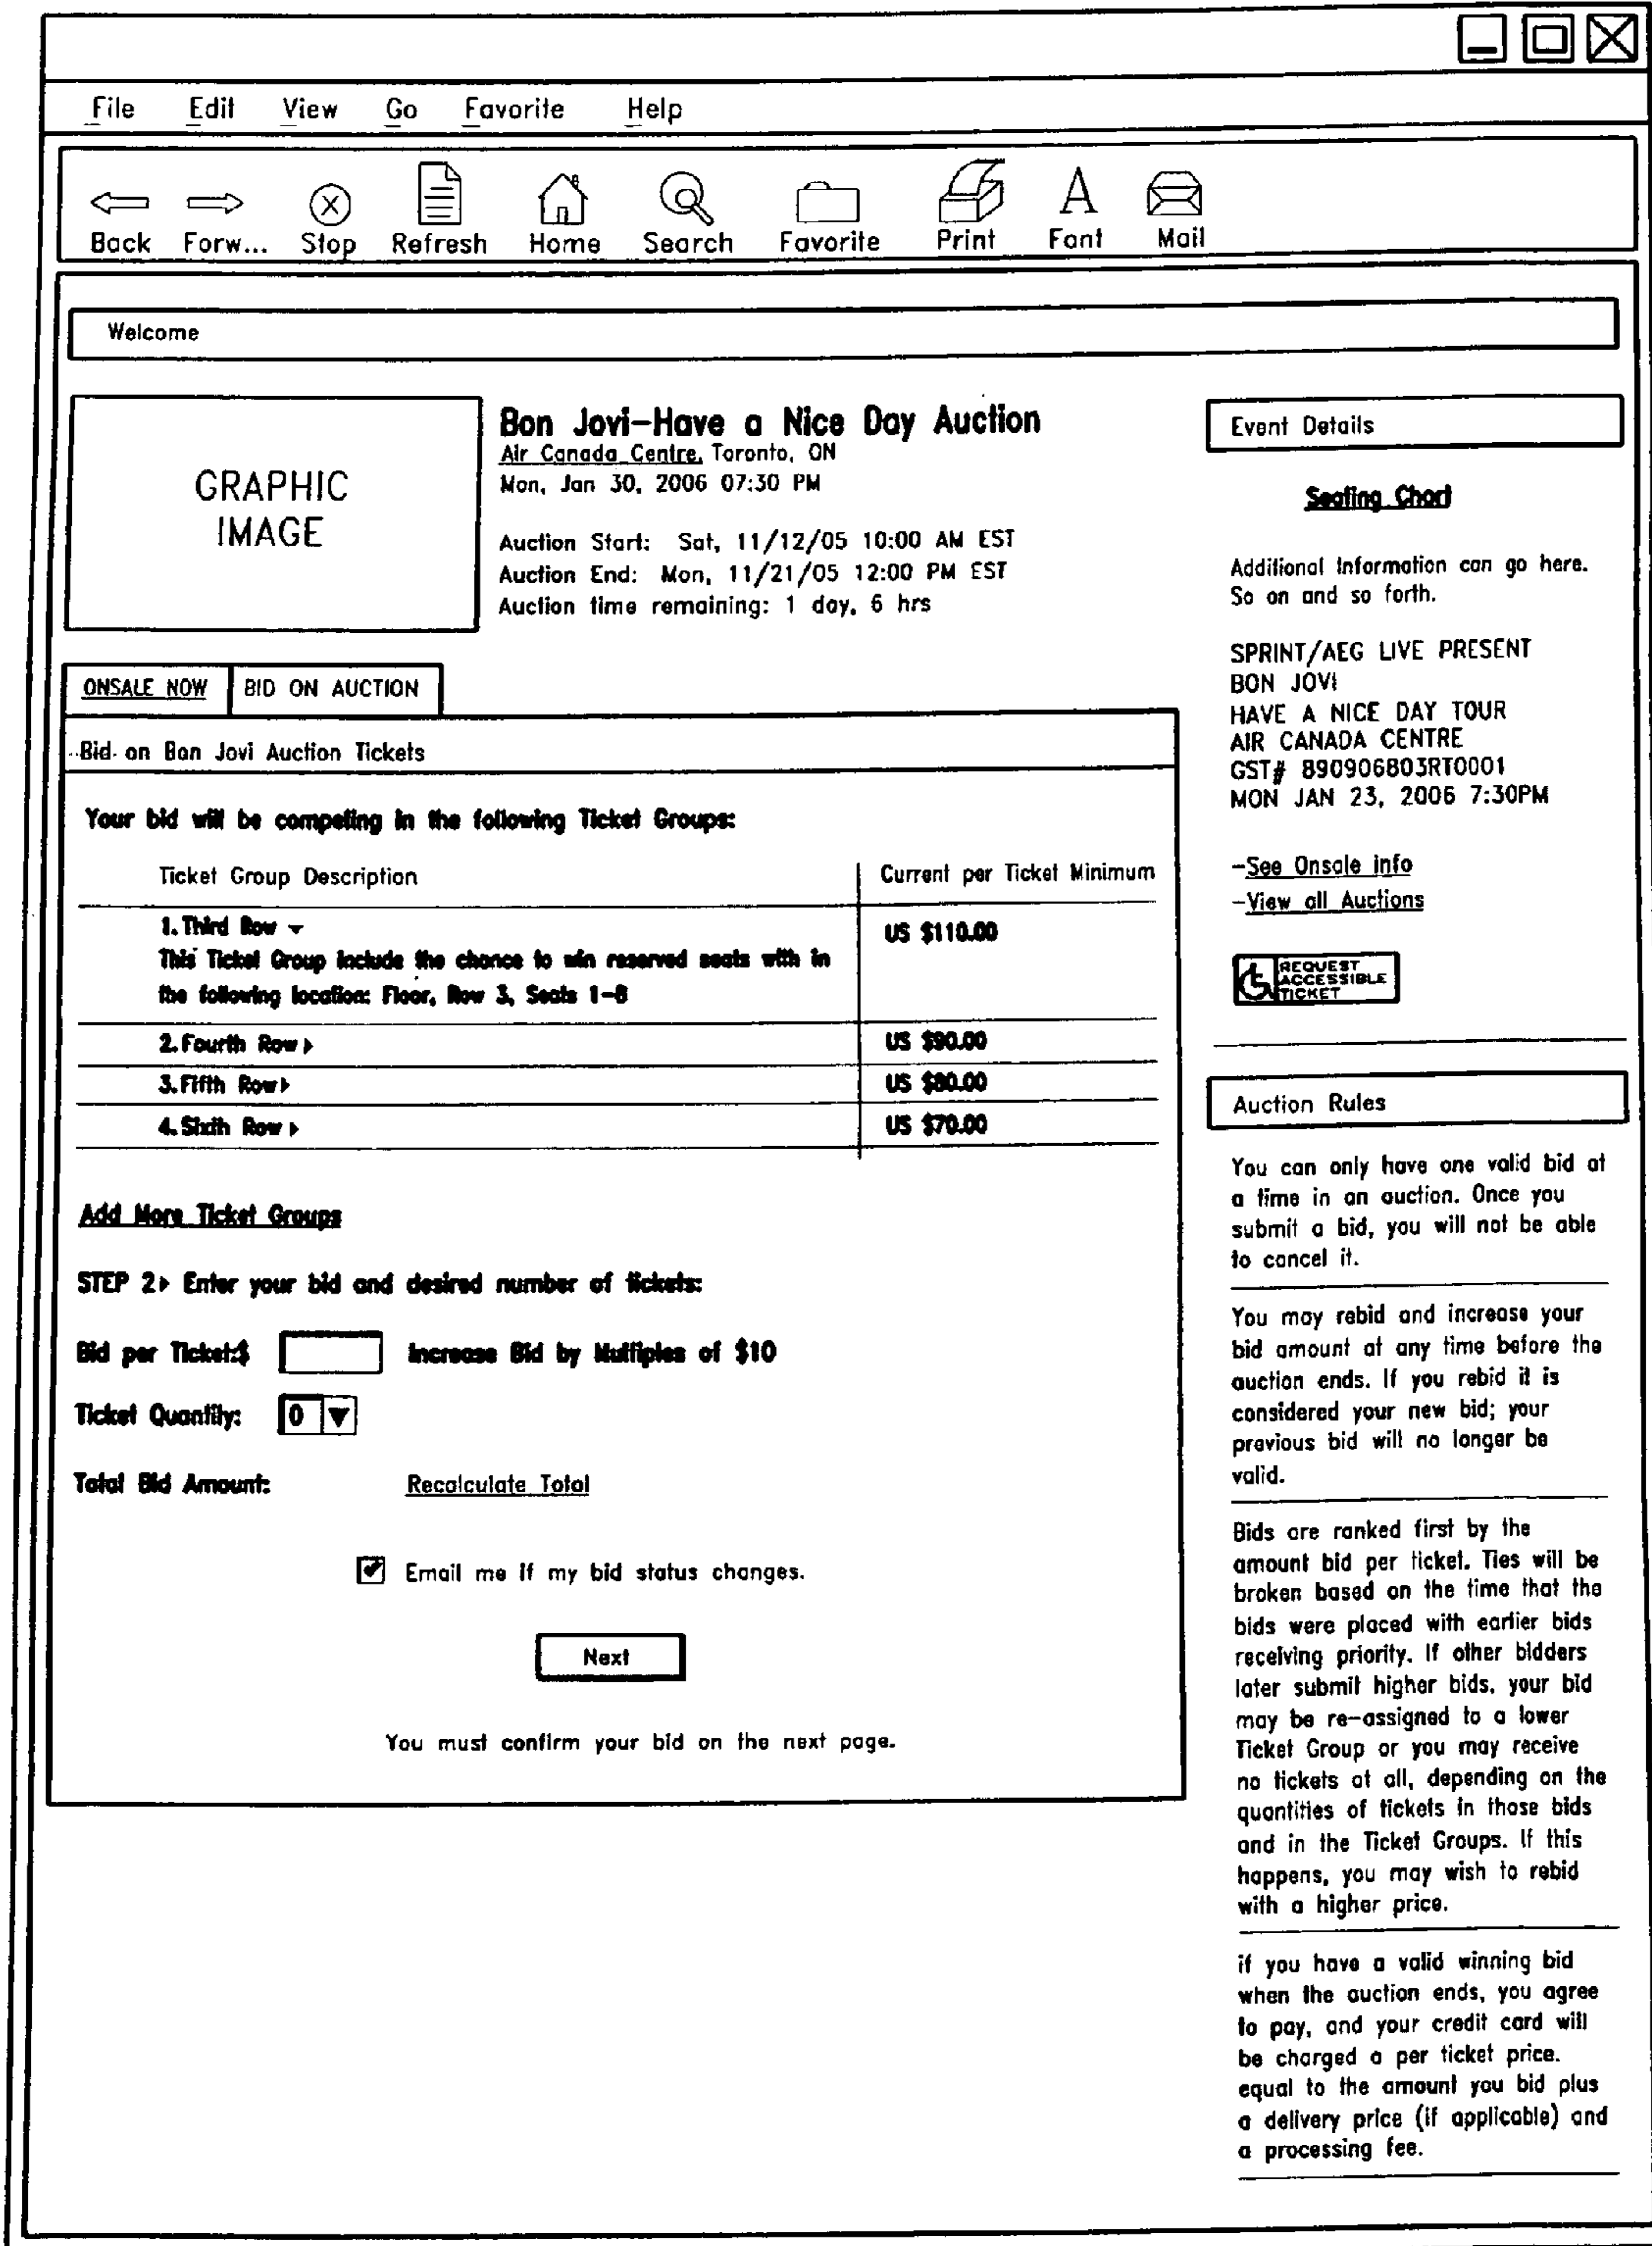 File Edit View Go Favorite Help
Back Forw... Stop Refresh Home Search Favorite Print Font Mail
Welcome
GRAPHIC
IMAGE
Bon Jovi-Have a Nice Day Auction
Air Canada Centre, Toronto, ON
Mon, Jan 30, 2006 07:30 PM
Auction Start: Sat, 11/12/05 10:00 AM EST
Auction End: Mon, 11/21/05 12:00 PM EST
Auction time remaining: 1 day, 6 hrs
ONSALE NOW BID ON AUCTION
Bid on Bon Jovi Auction Tickets
Your bid will be competing in the following Ticket Groups:
Ticket Group Description Current per Ticket Minimum
1. Third Row US $110.00
This Ticket Group include the chance to win reserved seats with in
the following location: Floor, Row 3, Seats 1-8
2. Fourth Row US $90.00
3. Fifth Row US $80.00
4. Sixth Row US $70.00
Add More Ticket Groups
STEP 2 Enter your bid and desired number of tickets:
Bid per Ticket:$ Increase Bid by Multiples of $10
Ticket Quantity: 0
Total Bid Amount: Recalculate Total
Email me if my bid status changes.
Next
You must confirm your bid on the next page.
Event Details
Seating Chart
Additional Information can go here.
So on and so forth.
SPRINT/AEG LIVE PRESENT
BON JOVI
HAVE A NICE DAY TOUR
AIR CANADA CENTRE
GST# 890906803RT0001
MON JAN 23, 2006 7:30PM
-See Onsale info
-View all Auctions
REQUEST
ACCESSIBLE
TICKET
Auction Rules
You can only have one valid bid at
a time in an auction. Once you
submit a bid, you will not be able
to cancel it.
You may rebid and increase your
bid amount at any time before the
auction ends. If you rebid it is
considered your new bid; your
previous bid will no longer be
valid.
Bids are ranked first by the
amount bid per ticket. Ties will be
broken based on the time that the
bids were placed with earlier bids
receiving priority. If other bidders
later submit higher bids, your bid
may be re-assigned to a lower
Ticket Group or you may receive
no tickets at all, depending on the
quantities of tickets in those bids
and in the Ticket Groups. If this
happens, you may wish to rebid
with a higher price.
if you have a valid winning bid
when the auction ends, you agree
to pay, and your credit card will
be charged a per ticket price.
equal to the amount you bid plus
a delivery price (if applicable) and
a processing fee.